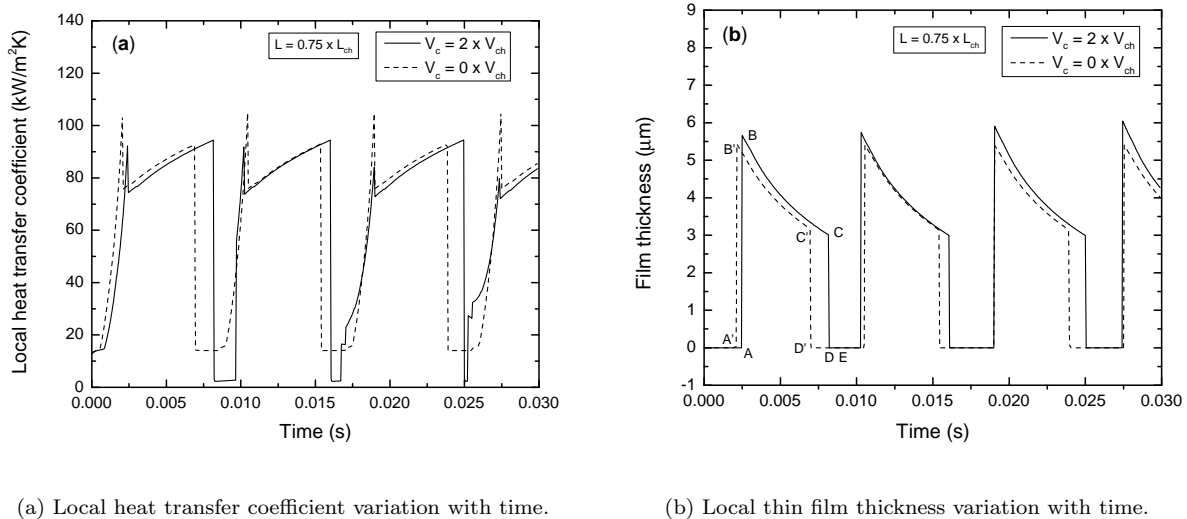 (a)
L = 0.75 x L_ch
V_c = 2 x V_ch
V_c = 0 x V_ch
Local heat transfer coefficient (kW/m²K)
140
120
100
80
60
40
20
0
0.000 0.005 0.010 0.015 0.020 0.025 0.030
Time (s)
(b)
L = 0.75 x L_ch
V_c = 2 x V_ch
V_c = 0 x V_ch
Film thickness (μm)
9
8
7
6
5
4
3
2
1
0
-1
B
B'
C'
C
A'
A
D'
D E
0.000 0.005 0.010 0.015 0.020 0.025 0.030
Time (s)
(a) Local heat transfer coefficient variation with time.
(b) Local thin film thickness variation with time.